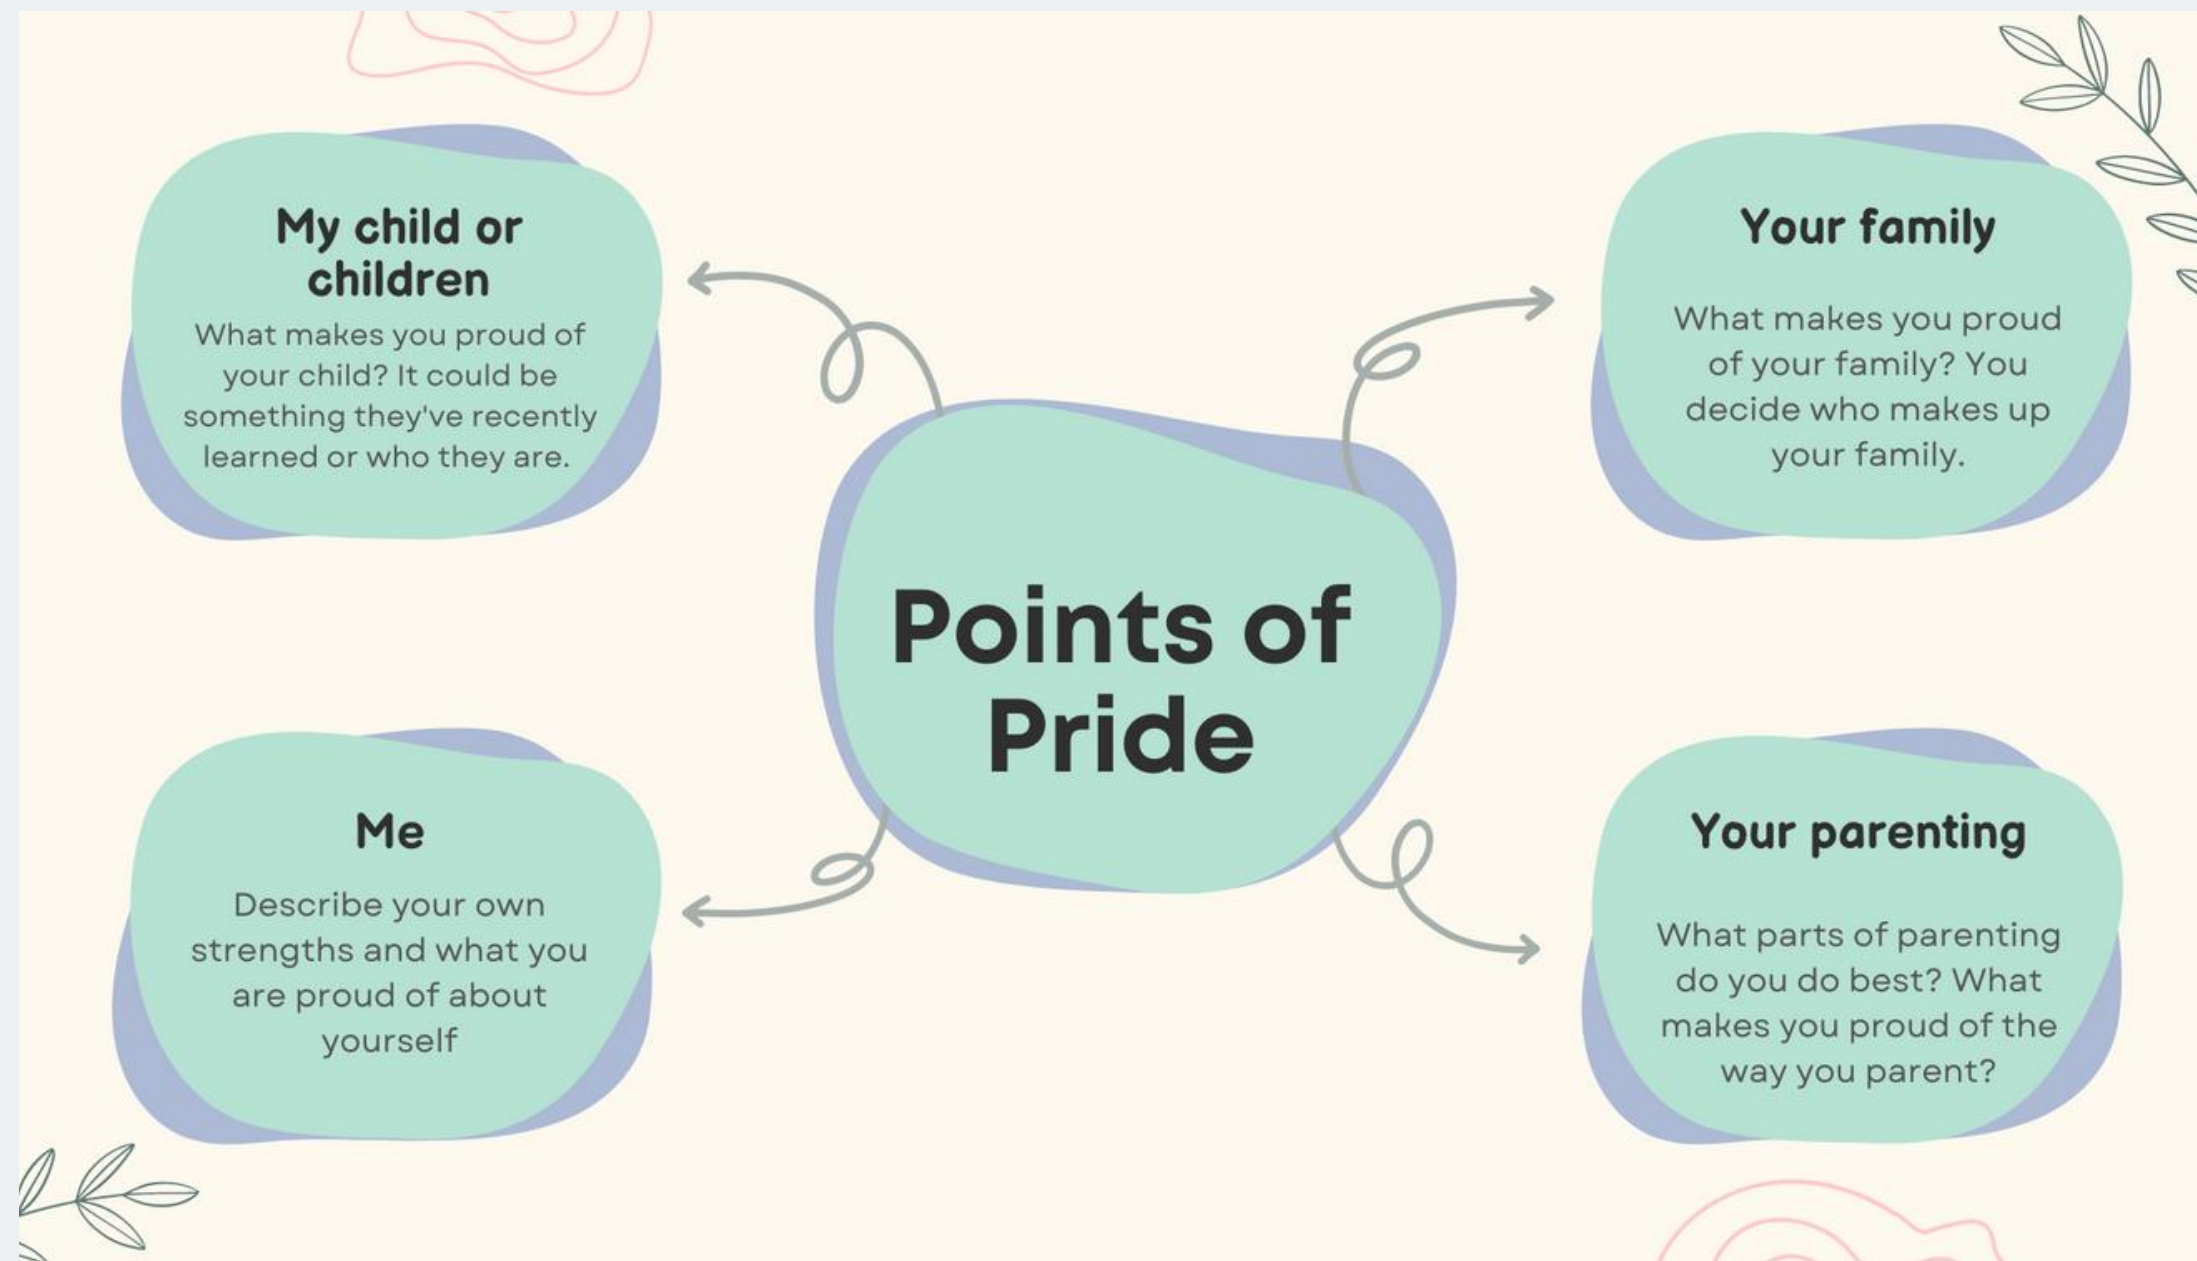 My child or
children
What makes you proud of
your child? It could be
something they've recently
learned or who they are.
Your family
What makes you proud
of your family? You
decide who makes up
your family.
Points of
Pride
Me
Describe your own
strengths and what you
are proud of about
yourself
Your parenting
What parts of parenting
do you do best? What
makes you proud of the
way you parent?